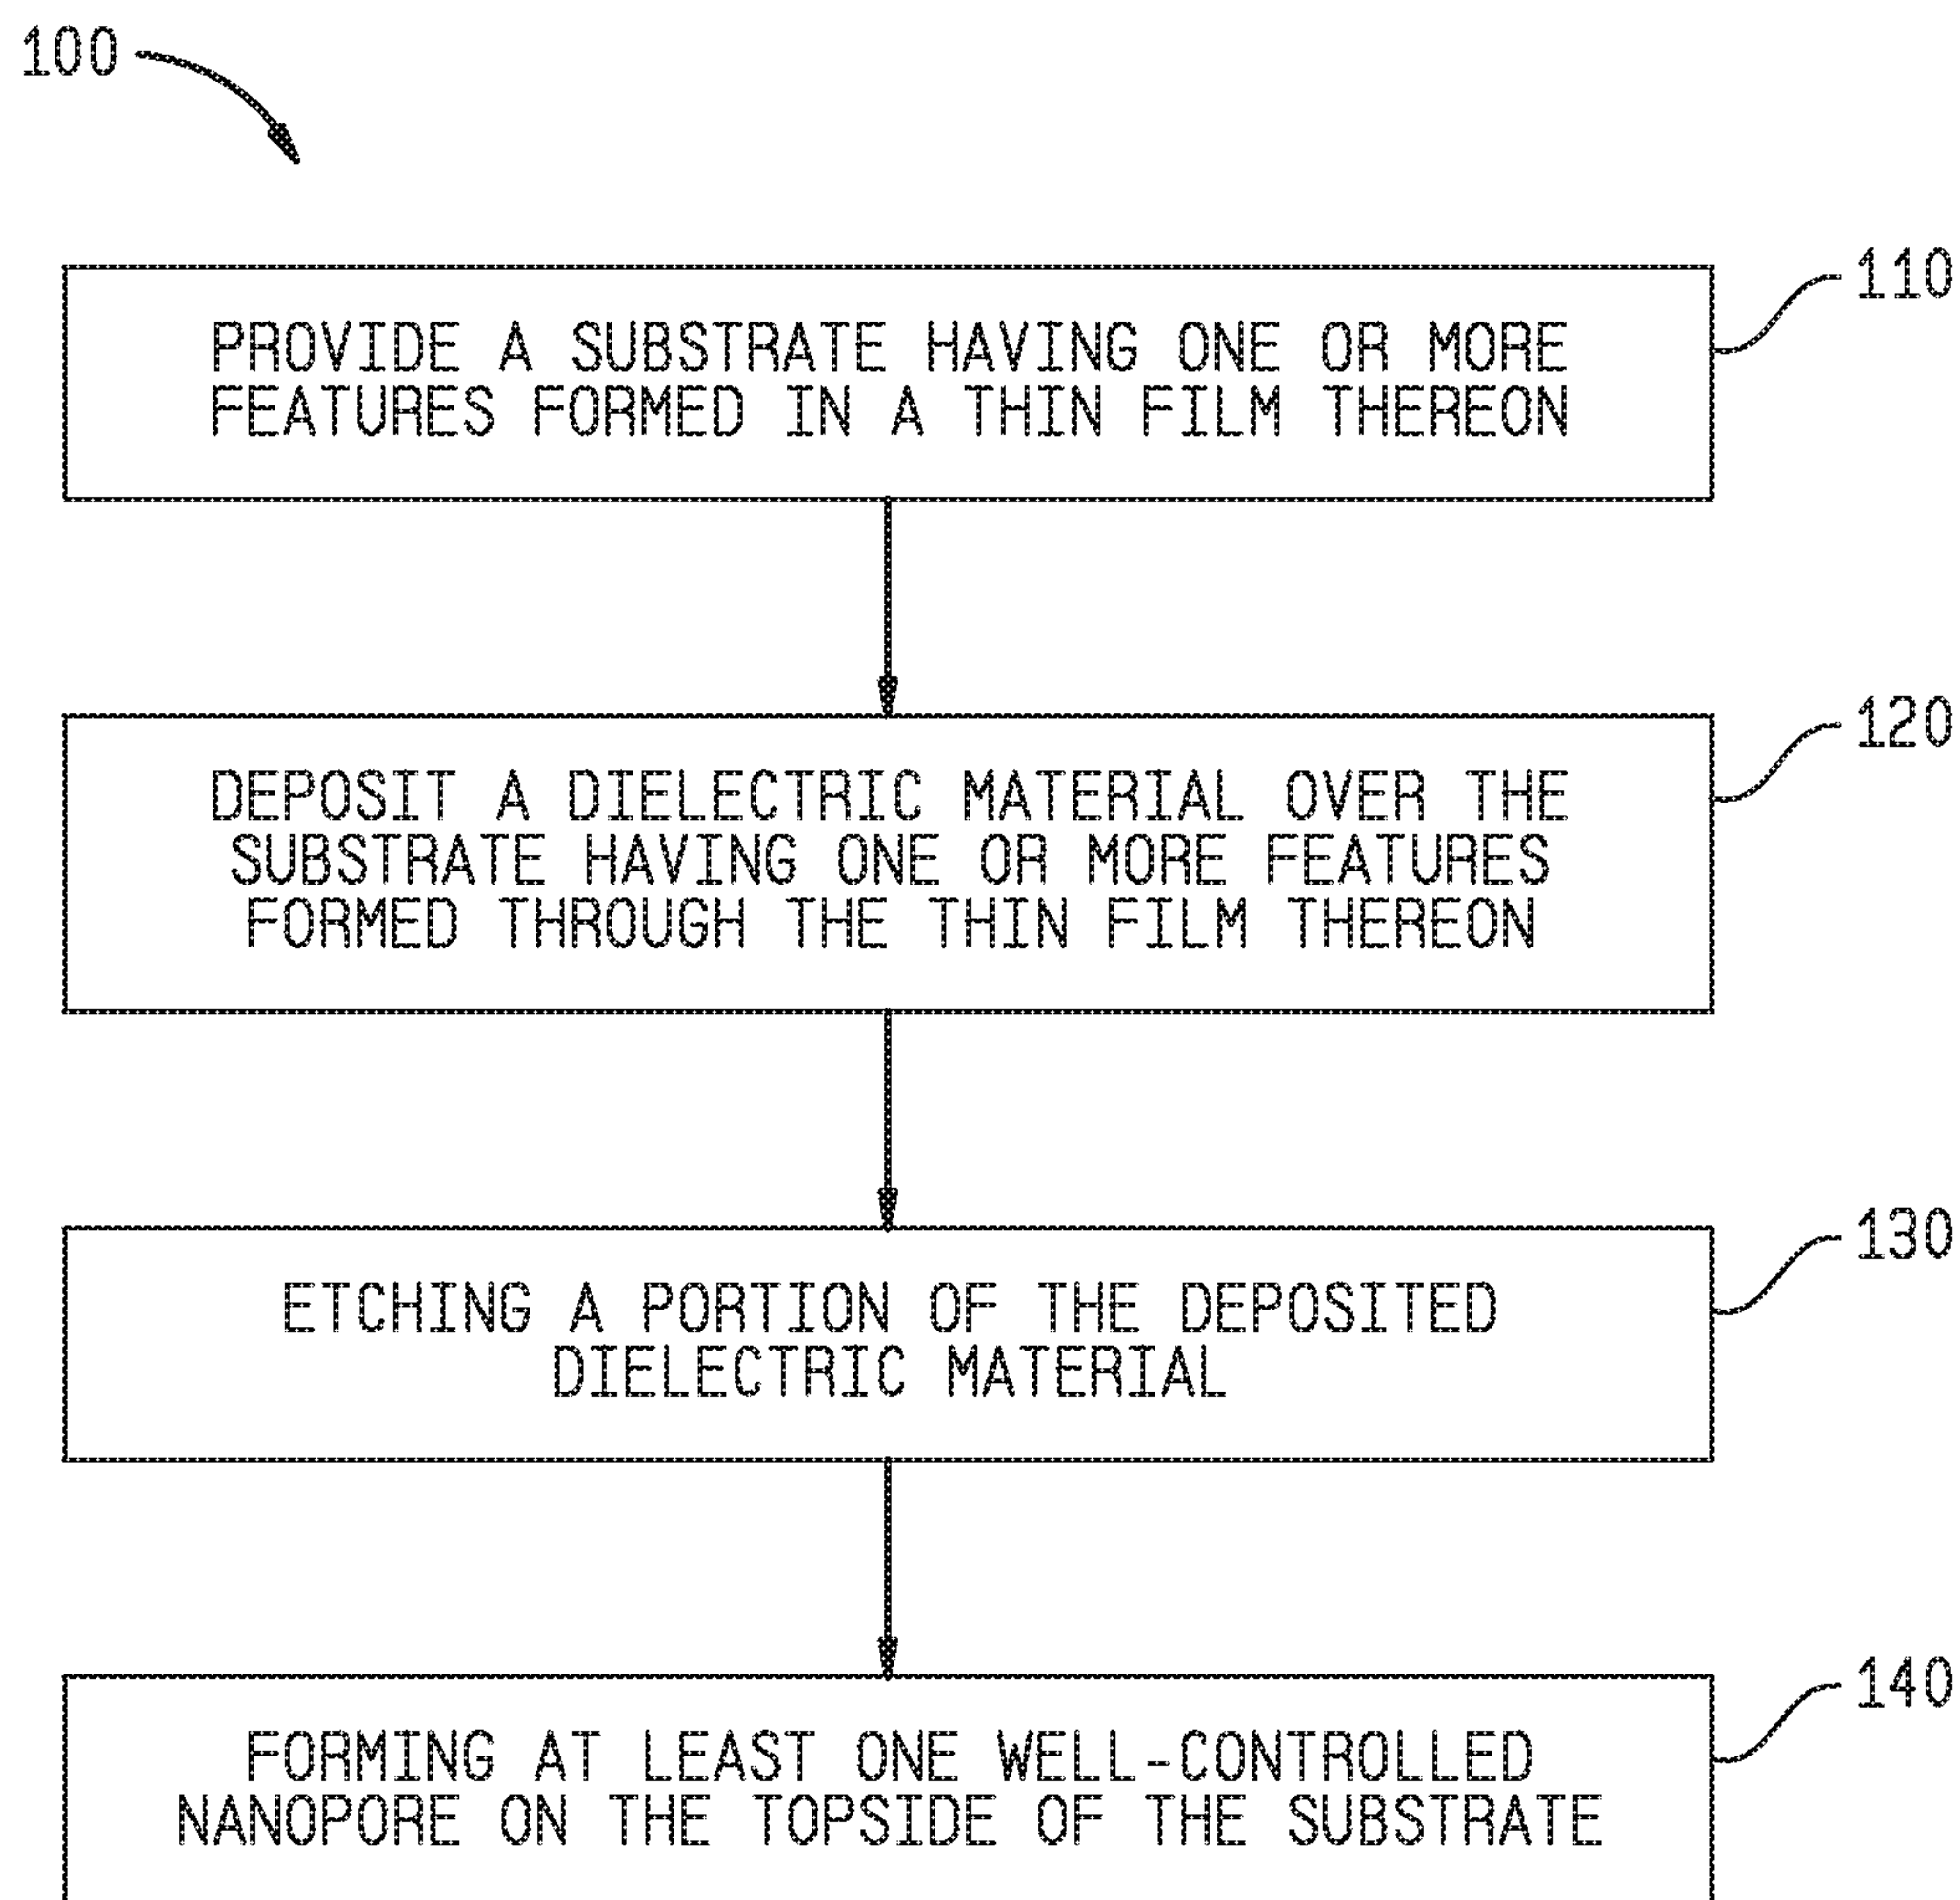 100
110
PROVIDE A SUBSTRATE HAVING ONE OR MORE
FEATURES FORMED IN A THIN FILM THEREON
120
DEPOSIT A DIELECTRIC MATERIAL OVER THE
SUBSTRATE HAVING ONE OR MORE FEATURES
FORMED THROUGH THE THIN FILM THEREON
130
ETCHING A PORTION OF THE DEPOSITED
DIELECTRIC MATERIAL
140
FORMING AT LEAST ONE WELL-CONTROLLED
NANOPORE ON THE TOPSIDE OF THE SUBSTRATE